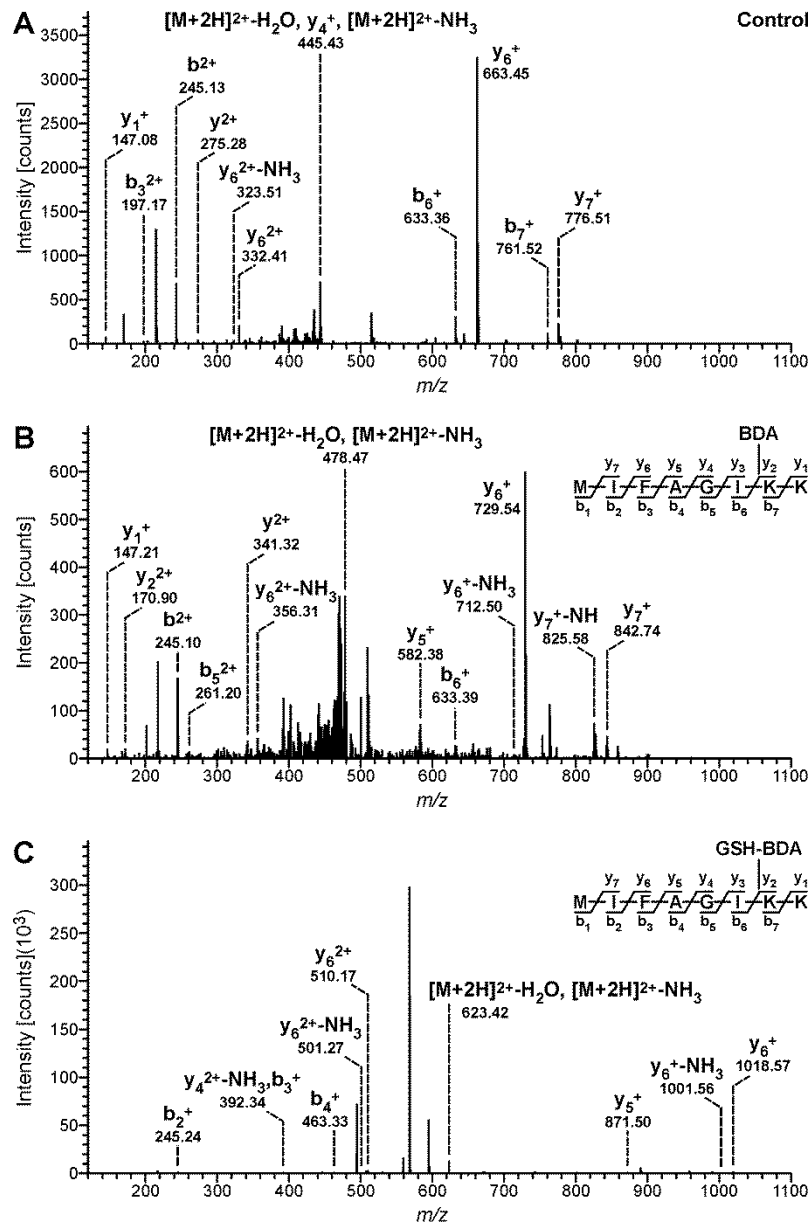 A
[M+2H]²⁺-H₂O, y₄⁺, [M+2H]²⁺-NH₃
445.43
Control
y₆⁺
663.45
b²⁺
245.13
y₁⁺
147.08
y²⁺
275.28
b₃²⁺
197.17
y₆²⁺-NH₃
323.51
y₆²⁺
332.41
b₆⁺
633.36
b₇⁺
761.52
y₇⁺
776.51
Intensity [counts]
3500
3000
2500
2000
1500
1000
500
0
200 300 400 500 600 700 800 900 1000 1100
m/z
B
[M+2H]²⁺-H₂O, [M+2H]²⁺-NH₃
478.47
BDA
y₇ y₆ y₅ y₄ y₃ y₂ y₁
M I F A G I K K
b₁ b₂ b₃ b₄ b₅ b₆ b₇
y₆⁺
729.54
y₁⁺
147.21
y₂²⁺
170.90
b²⁺
245.10
b₅²⁺
261.20
y²⁺
341.32
y₆²⁺-NH₃
356.31
y₅⁺
582.38
b₆⁺
633.39
y₆⁺-NH₃
712.50
y₇⁺-NH
825.58
y₇⁺
842.74
Intensity [counts]
600
500
400
300
200
100
0
200 300 400 500 600 700 800 900 1000 1100
m/z
C
GSH-BDA
y₇ y₆ y₅ y₄ y₃ y₂ y₁
M I F A G I K K
b₁ b₂ b₃ b₄ b₅ b₆ b₇
y₆²⁺
510.17
[M+2H]²⁺-H₂O, [M+2H]²⁺-NH₃
623.42
y₆²⁺-NH₃
501.27
y₄²⁺-NH₃,b₃⁺
392.34
b₂⁺
245.24
b₄⁺
463.33
y₅⁺
871.50
y₆⁺-NH₃
1001.56
y₆⁺
1018.57
Intensity [counts](10³)
300
250
200
150
100
50
0
200 300 400 500 600 700 800 900 1000 1100
m/z